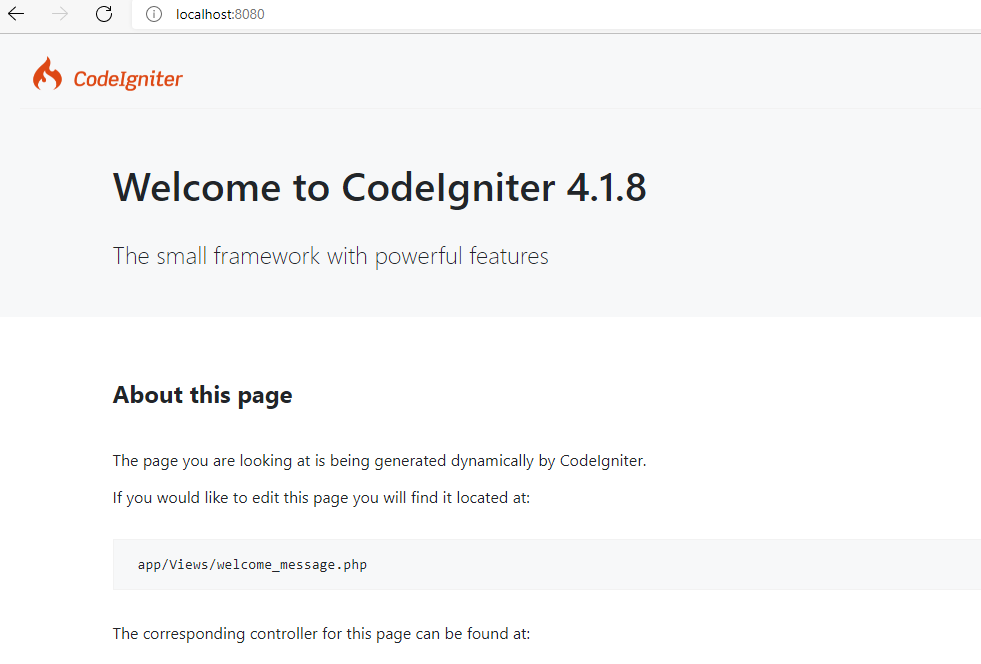 localhost:8080
CodeIgniter
Welcome to CodeIgniter 4.1.8
The small framework with powerful features
About this page
The page you are looking at is being generated dynamically by CodeIgniter.
If you would like to edit this page you will find it located at:
app/Views/welcome_message.php
The corresponding controller for this page can be found at: